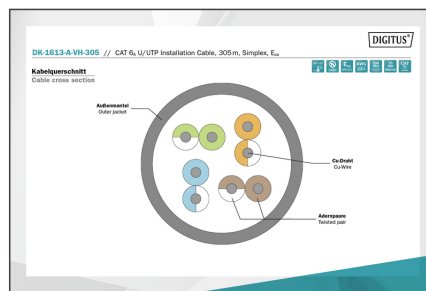 DIGITUS®
DK-1613-A-VH-305 // CAT 6A U/UTP Installation Cable, 305 m, Simplex, Eca
Kabelquerschnitt
Cable cross section
Außenmantel
Outer jacket
Cu-Draht
Cu-Wire
Adernpaare
Twisted pair